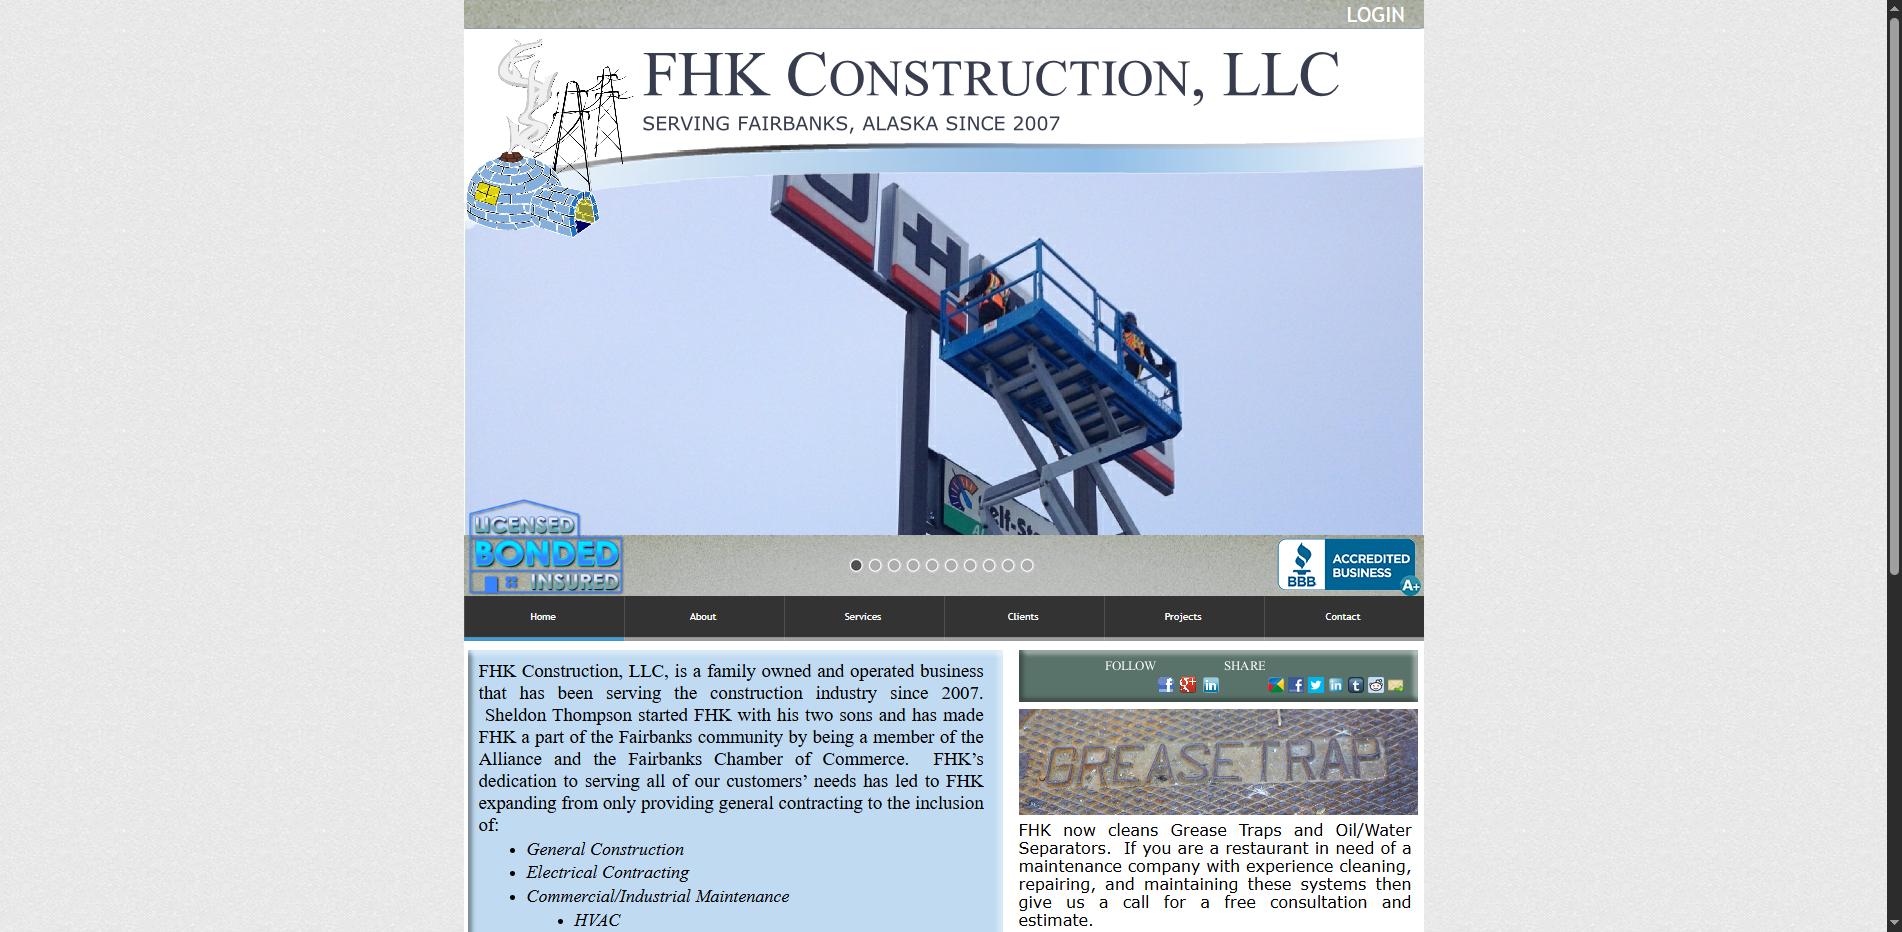 LOGIN
FHK CONSTRUCTION, LLC
SERVING FAIRBANKS, ALASKA SINCE 2007
H
elf-St
LICENSED
BONDED
INSURED
BBB
ACCREDITED
BUSINESS
A+
Home
About
Services
Clients
Projects
Contact
FHK Construction, LLC, is a family owned and operated business
that has been serving the construction industry since 2007.
Sheldon Thompson started FHK with his two sons and has made
FHK a part of the Fairbanks community by being a member of the
Alliance and the Fairbanks Chamber of Commerce. FHK’s
dedication to serving all of our customers’ needs has led to FHK
expanding from only providing general contracting to the inclusion
of:
• General Construction
• Electrical Contracting
• Commercial/Industrial Maintenance
• HVAC
FOLLOW
SHARE
GREASE TRAP
FHK now cleans Grease Traps and Oil/Water
Separators. If you are a restaurant in need of a
maintenance company with experience cleaning,
repairing, and maintaining these systems then
give us a call for a free consultation and
estimate.